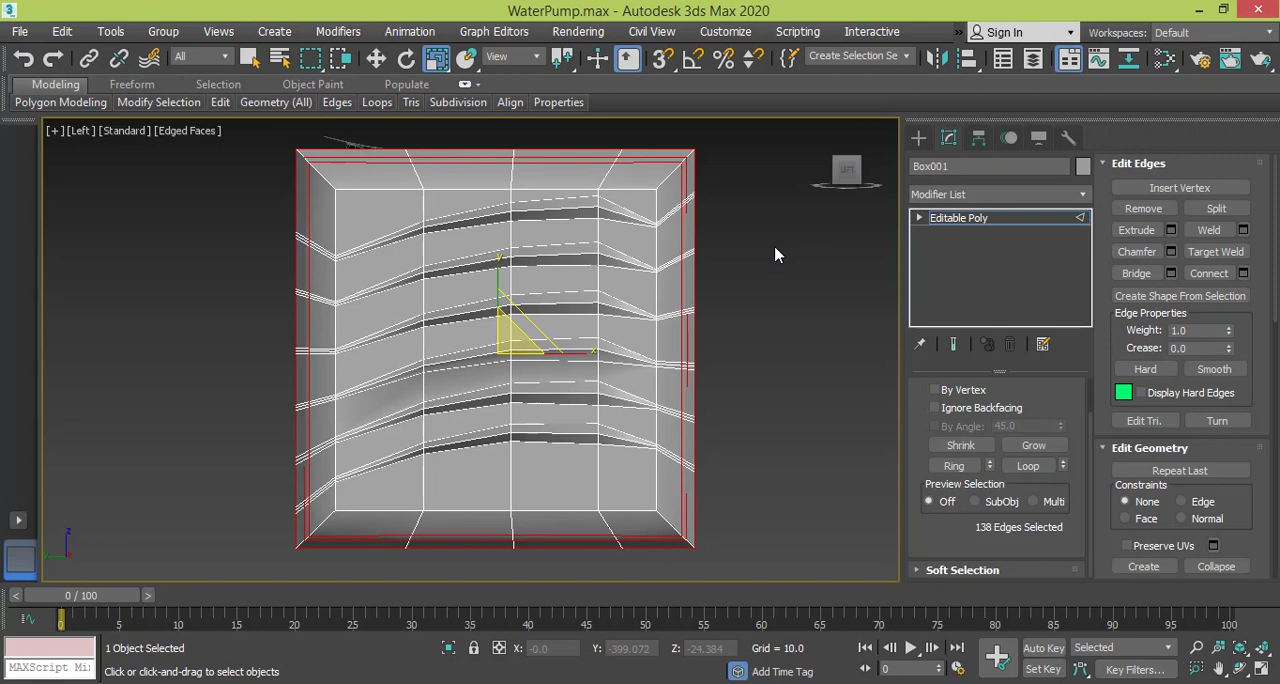 3
WaterPump.max - Autodesk 3ds Max 2020
File Edit Tools Group Views Create Modifiers Animation Graph Editors Rendering Civil View Customize Scripting Interactive » Sign In Workspaces: Default
All View Create Selection Se
Modeling Freeform Selection Object Paint Populate
Polygon Modeling Modify Selection Edit Geometry (All) Edges Loops Tris Subdivision Align Properties
[+] [Left] [Standard] [Edged Faces]
LEFT
y
x
z
Box001
Modifier List
Editable Poly
By Vertex
Ignore Backfacing
By Angle: 45.0
Shrink Grow
Ring Loop
Preview Selection
Off SubObj Multi
138 Edges Selected
Soft Selection
Edit Edges
Insert Vertex
Remove Split
Extrude Weld
Chamfer Target Weld
Bridge Connect
Create Shape From Selection
Edge Properties
Weight: 1.0
Crease: 0.0
Hard Smooth
Display Hard Edges
Edit Tri. Turn
Edit Geometry
Repeat Last
Constraints
None Edge
Face Normal
Preserve UVs
Create Collapse
< 0 / 100 >
0 5 10 15 20 25 30 35 40 45 50 55 60 65 70 75 80 85 90 95 100
1 Object Selected X: -0.0 Y: -399.072 Z: -24.384 Grid = 10.0 Auto Key Selected
MAXScript Mi: Click or click-and-drag to select objects Add Time Tag 0 Set Key Key Filters...